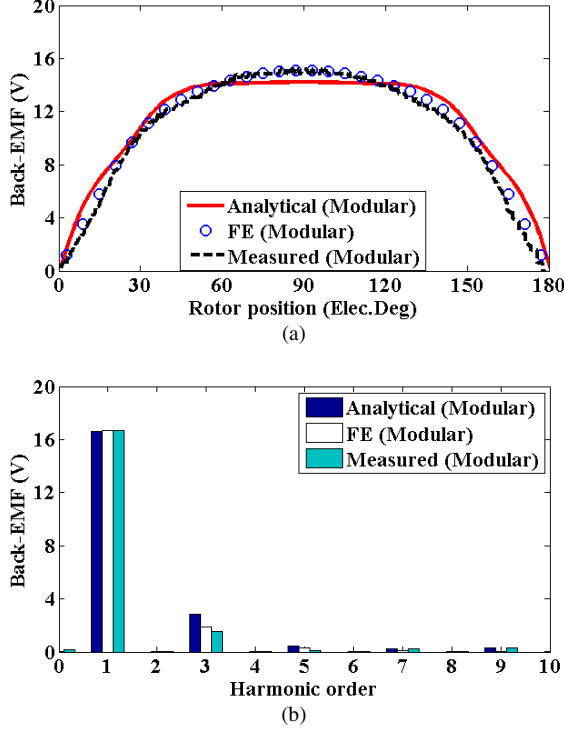 20
16
12
8
4
0
Back-EMF (V)
Analytical (Modular)
FE (Modular)
Measured (Modular)
0 30 60 90 120 150 180
Rotor position (Elec.Deg)
(a)
20
16
12
8
4
0
Back-EMF (V)
Analytical (Modular)
FE (Modular)
Measured (Modular)
0 1 2 3 4 5 6 7 8 9 10
Harmonic order
(b)